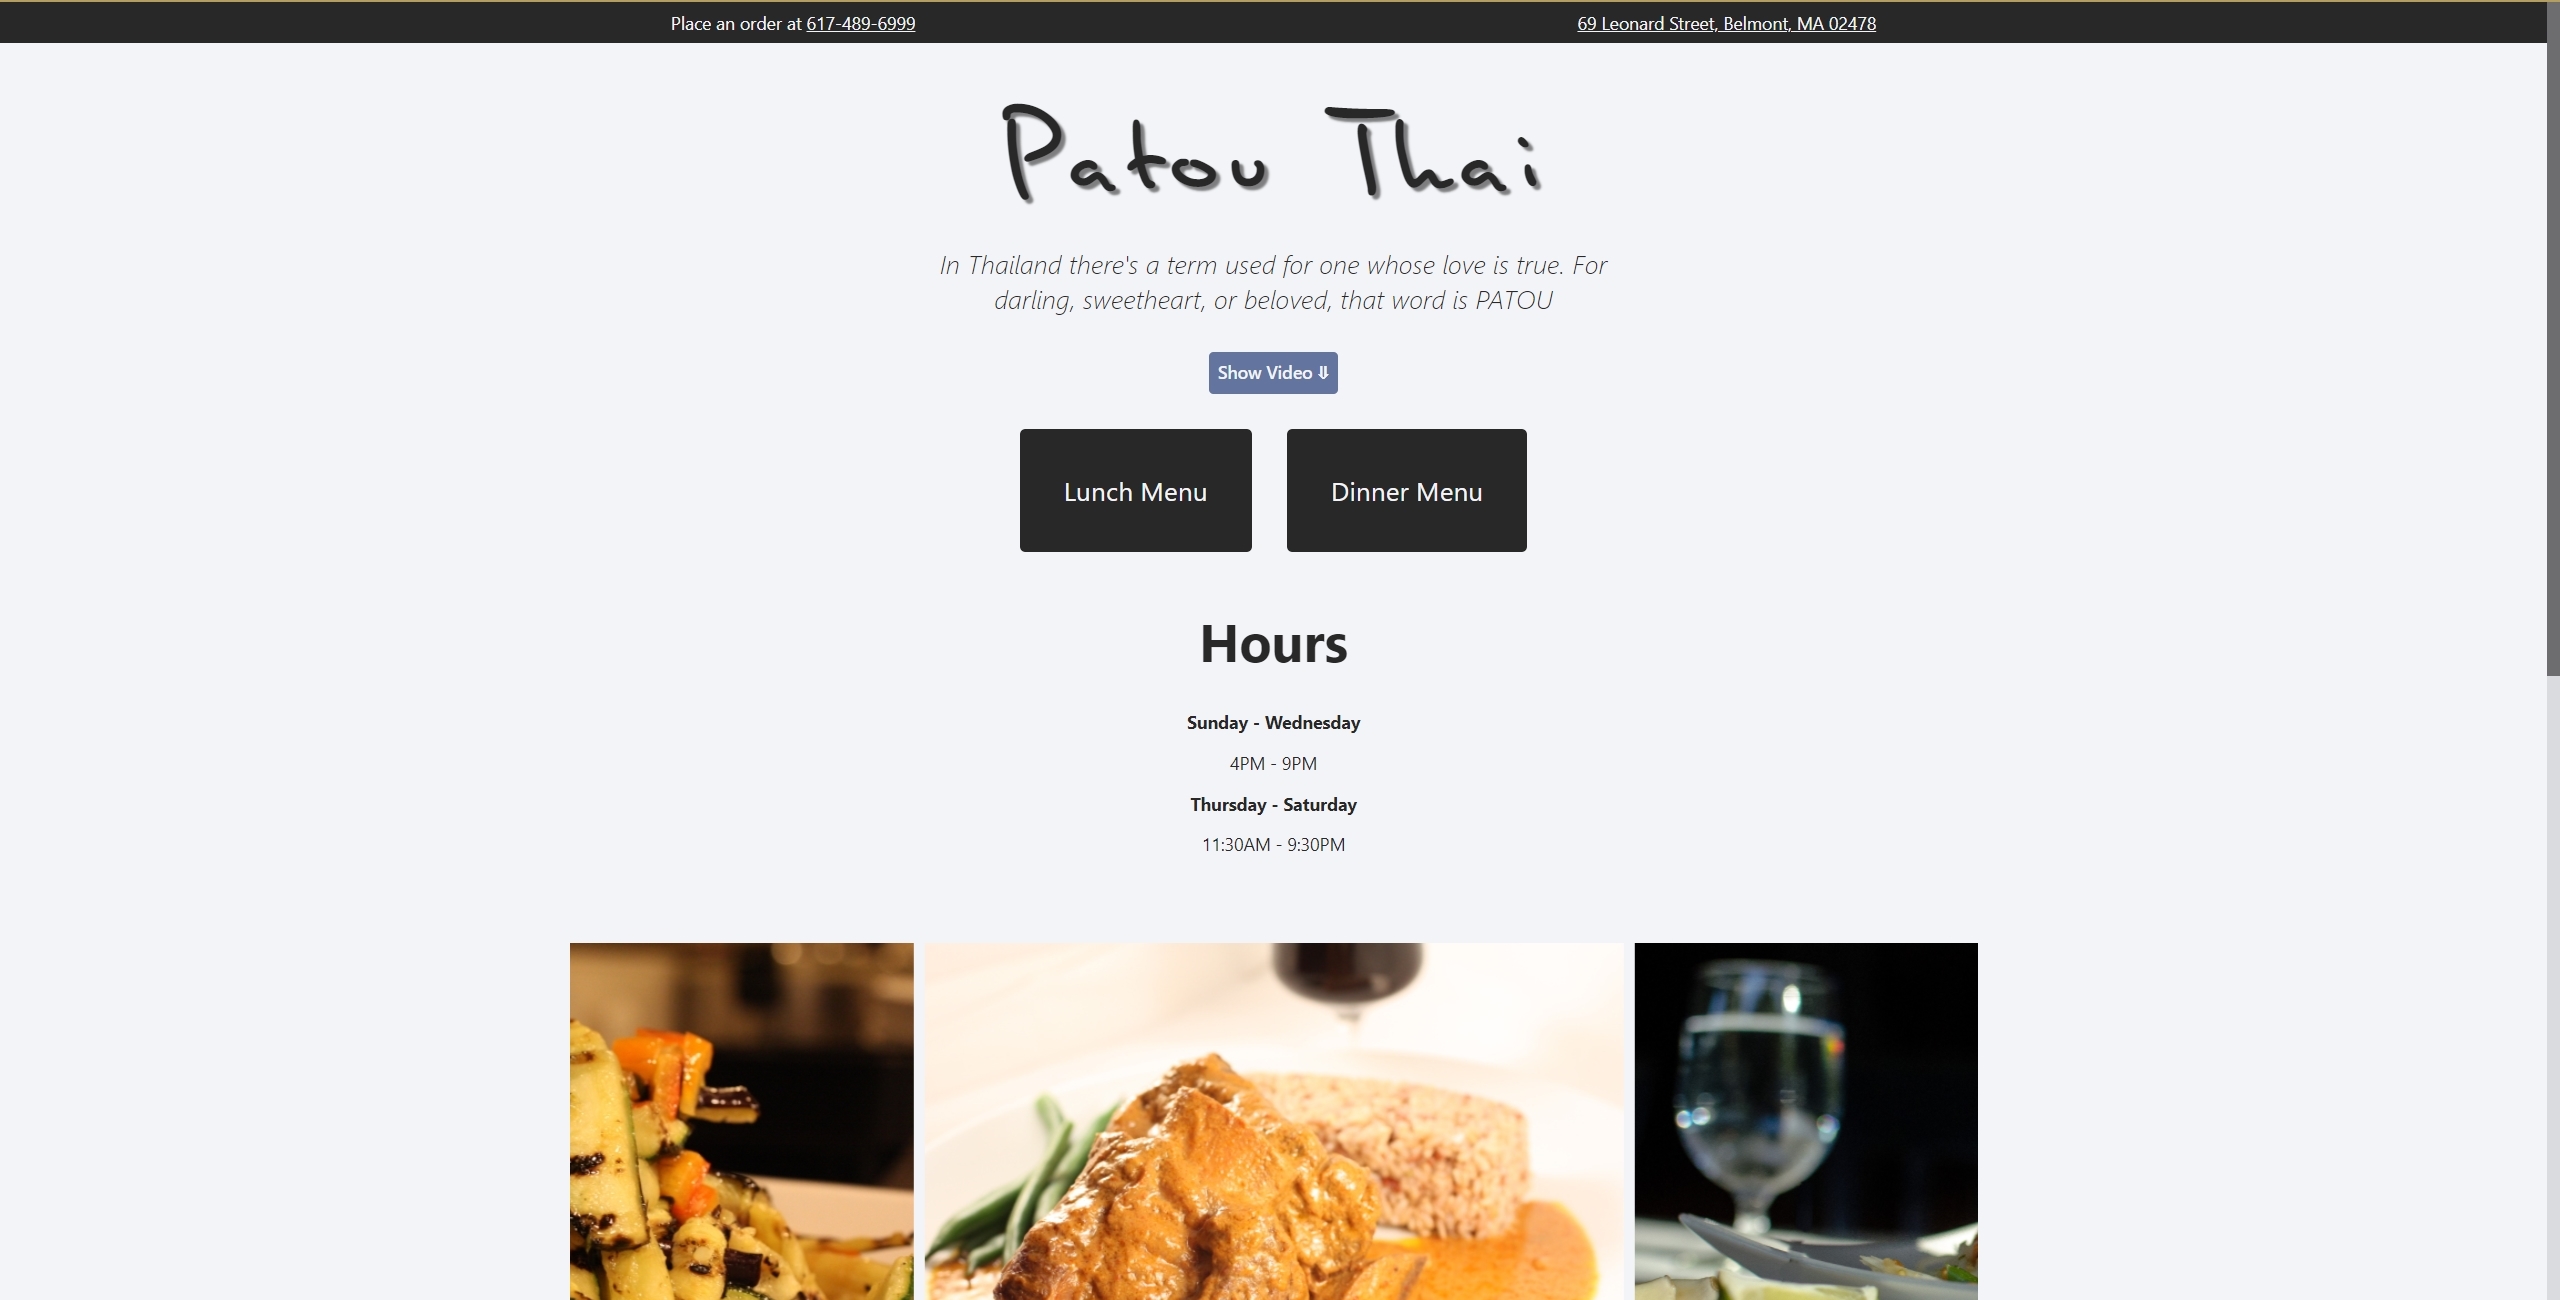 Place an order at 617-489-6999
69 Leonard Street, Belmont, MA 02478
Patou Thai
In Thailand there's a term used for one whose love is true. For
darling, sweetheart, or beloved, that word is PATOU
Show Video ⤋
Lunch Menu
Dinner Menu
Hours
Sunday - Wednesday
4PM - 9PM
Thursday - Saturday
11:30AM - 9:30PM